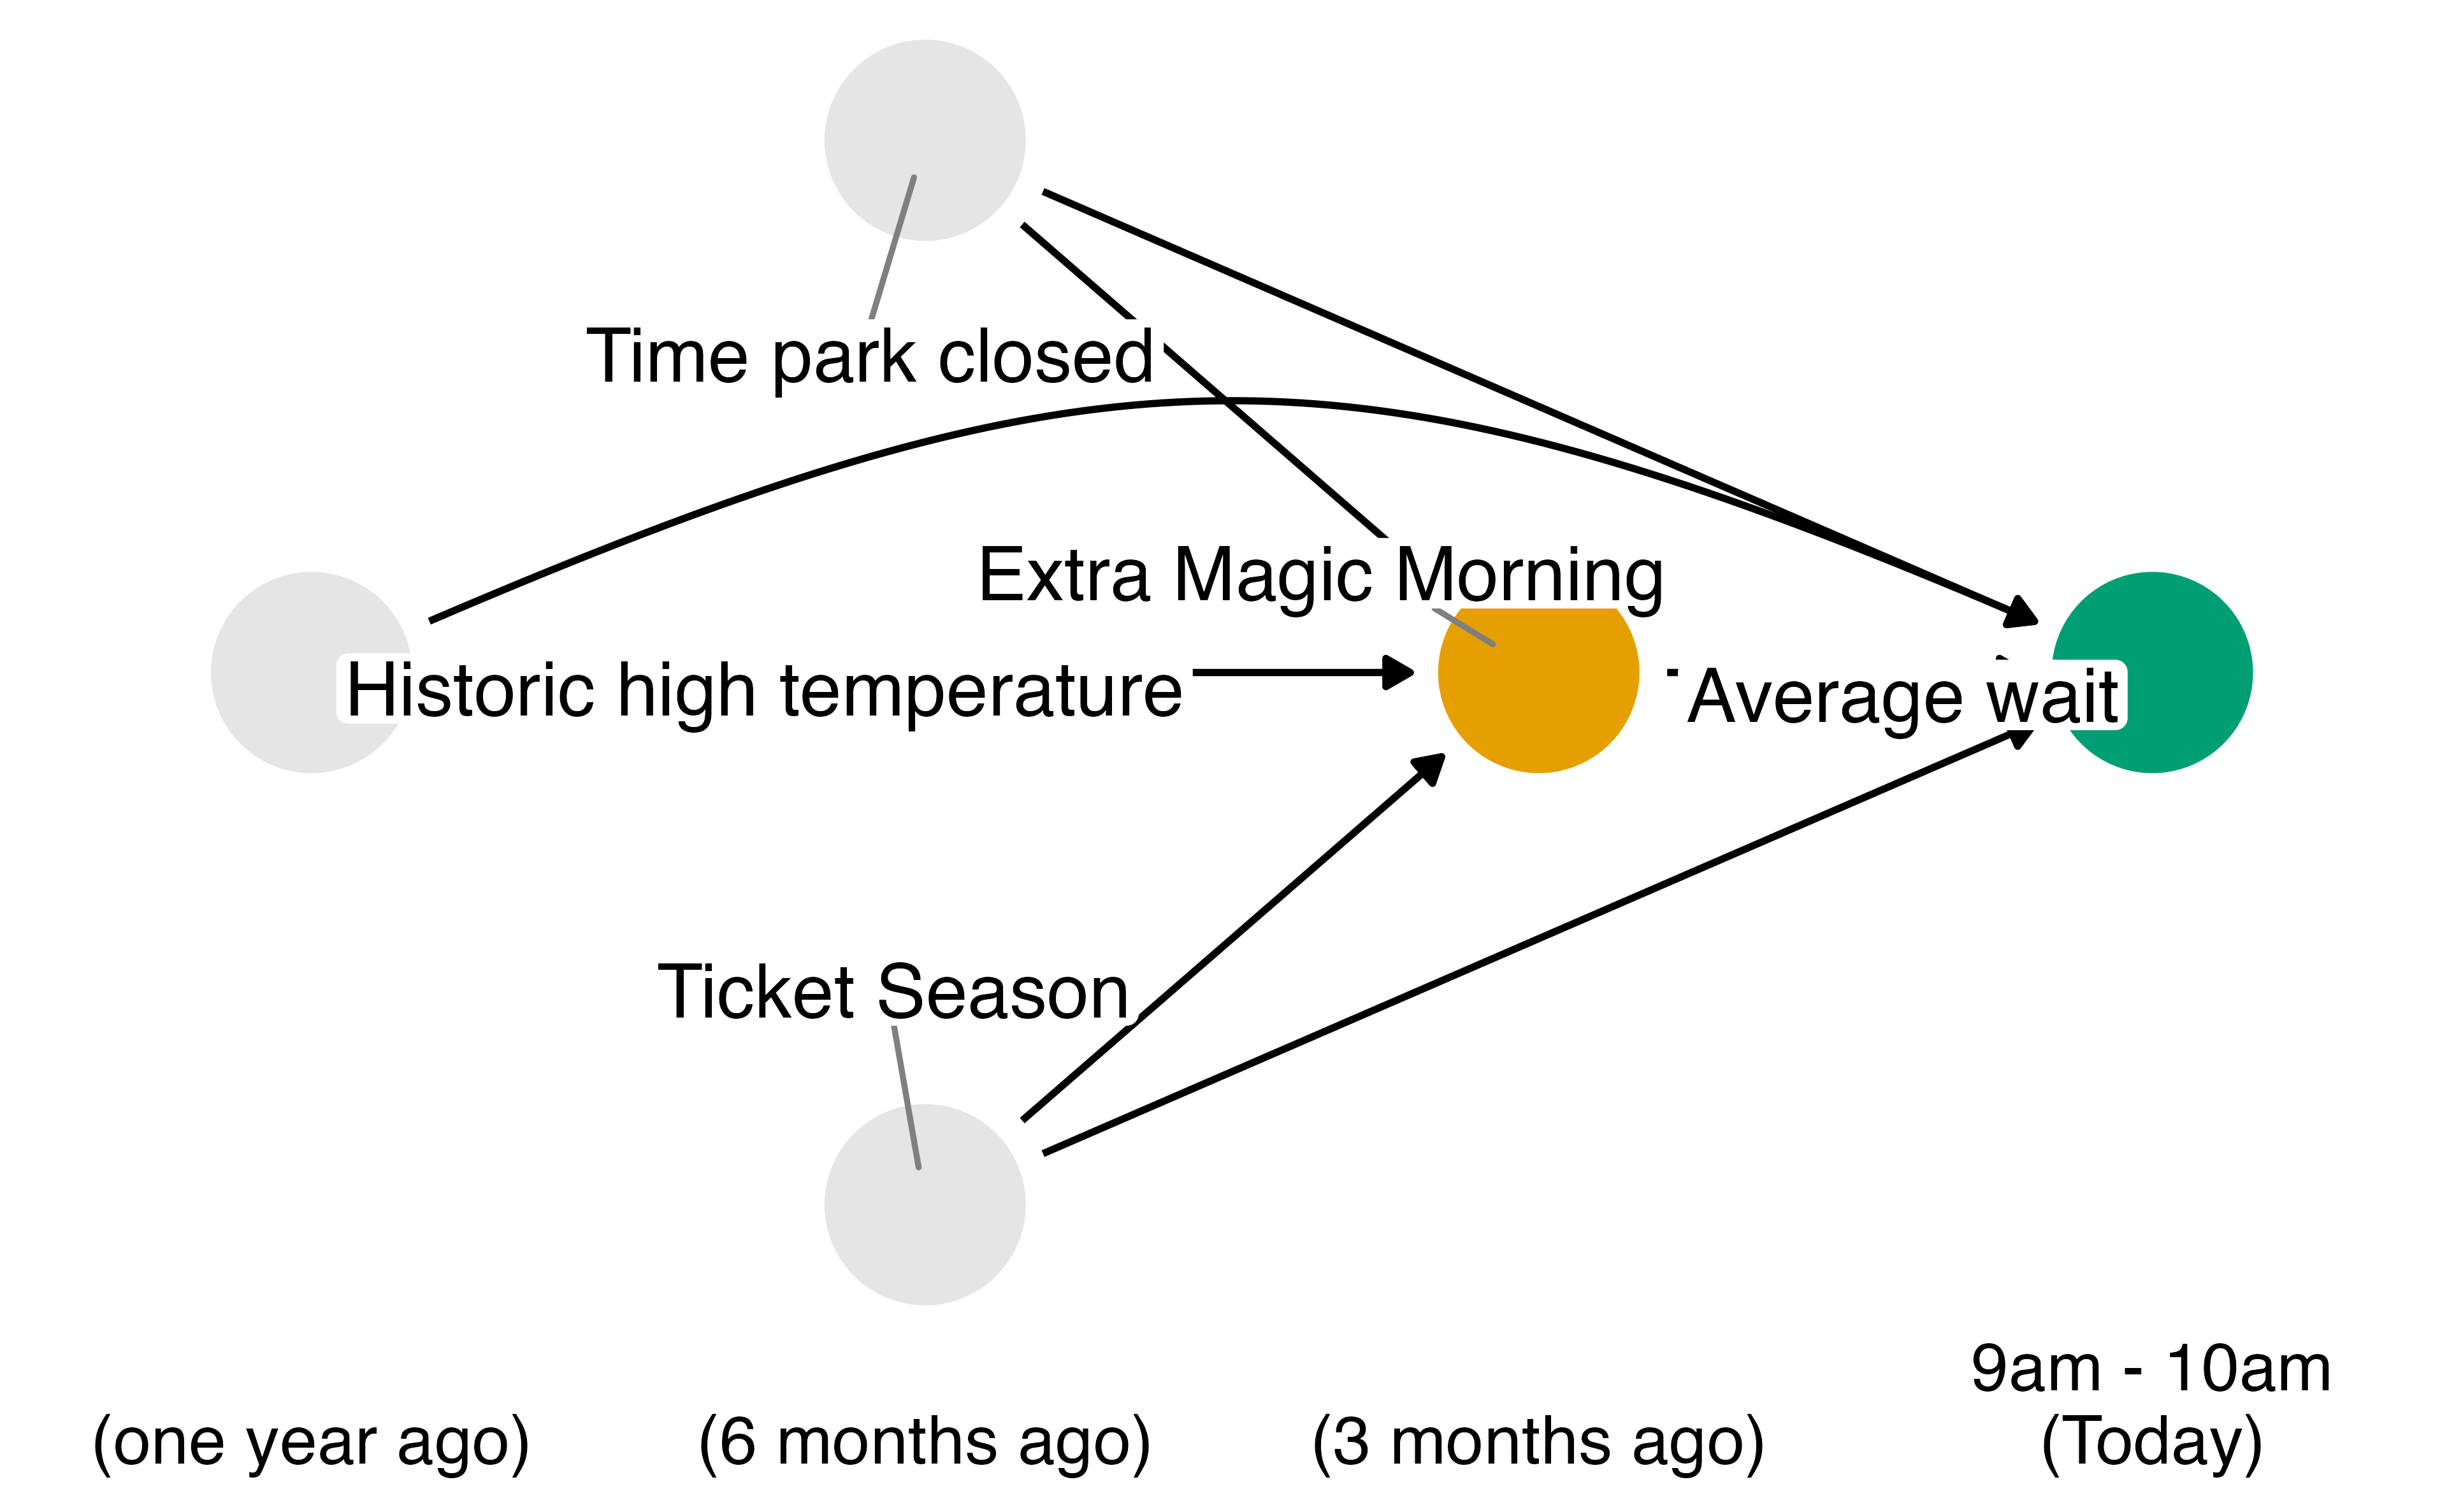 Time park closed
Extra Magic Morning
Historic high temperature
Average wait
Ticket Season
9am - 10am
(one year ago)
(6 months ago)
(3 months ago)
(Today)